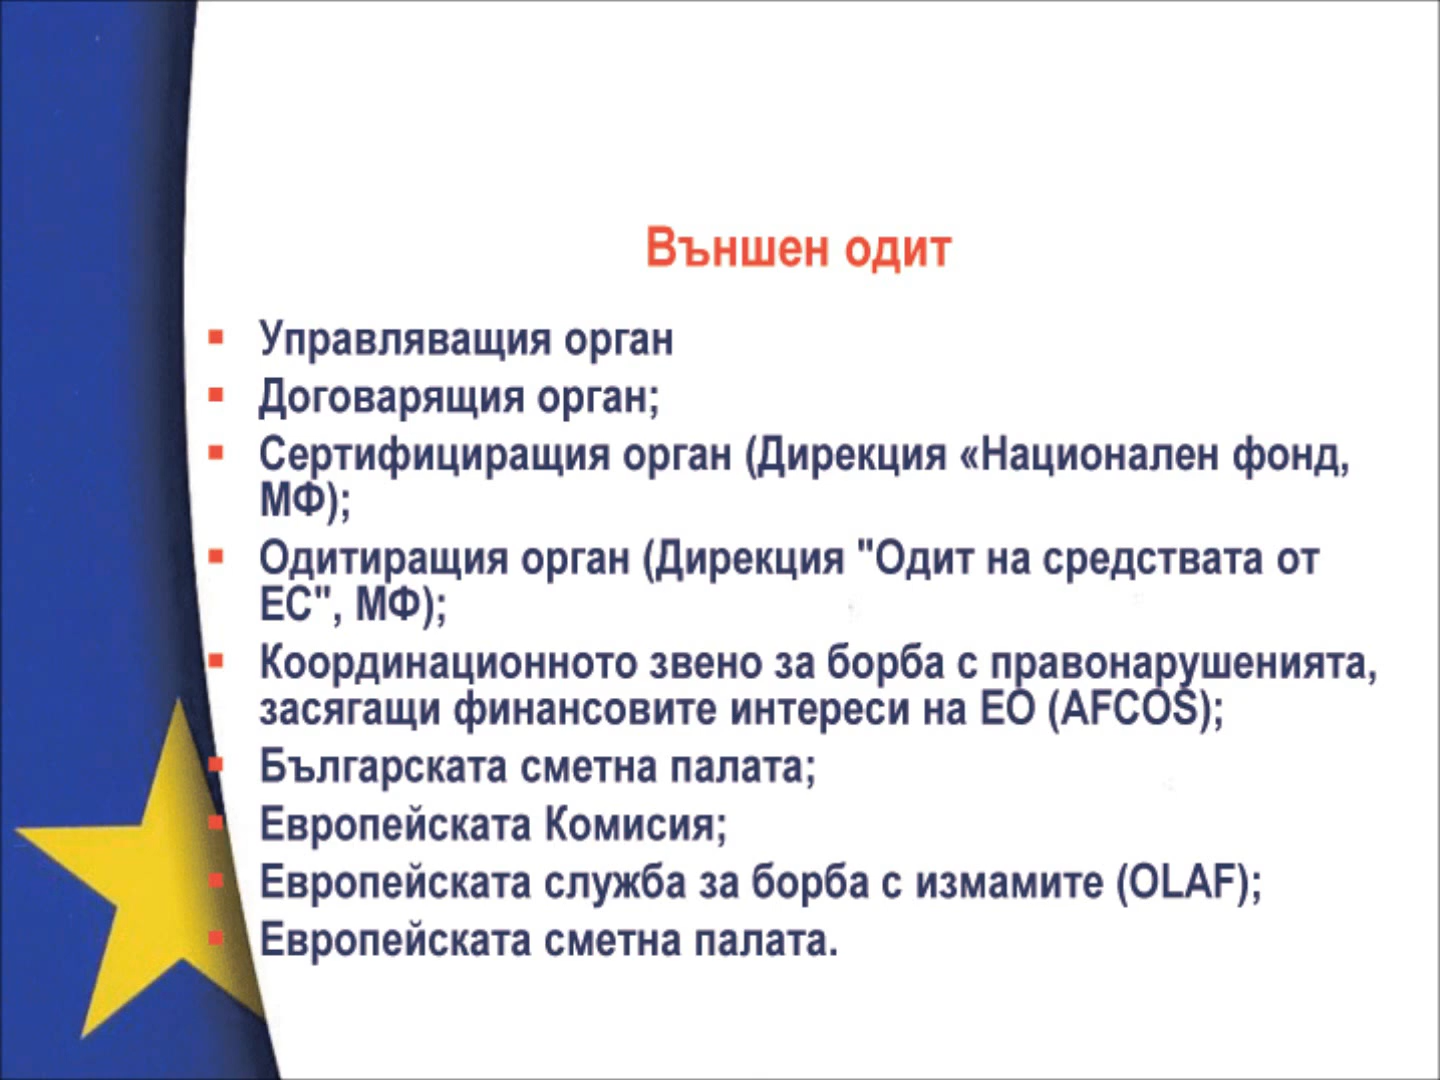 Външен одит
Управляващия орган
Договарящия орган;
Сертифициращия орган (Дирекция «Национален фонд,
МФ);
Одитиращия орган (Дирекция "Одит на средствата от
ЕС", МФ);
Координационното звено за борба с правонарушенията,
засягащи финансовите интереси на ЕО (AFCOS);
Българската сметна палата;
Европейската Комисия;
Европейската служба за борба с измамите (OLAF);
Европейската сметна палата.